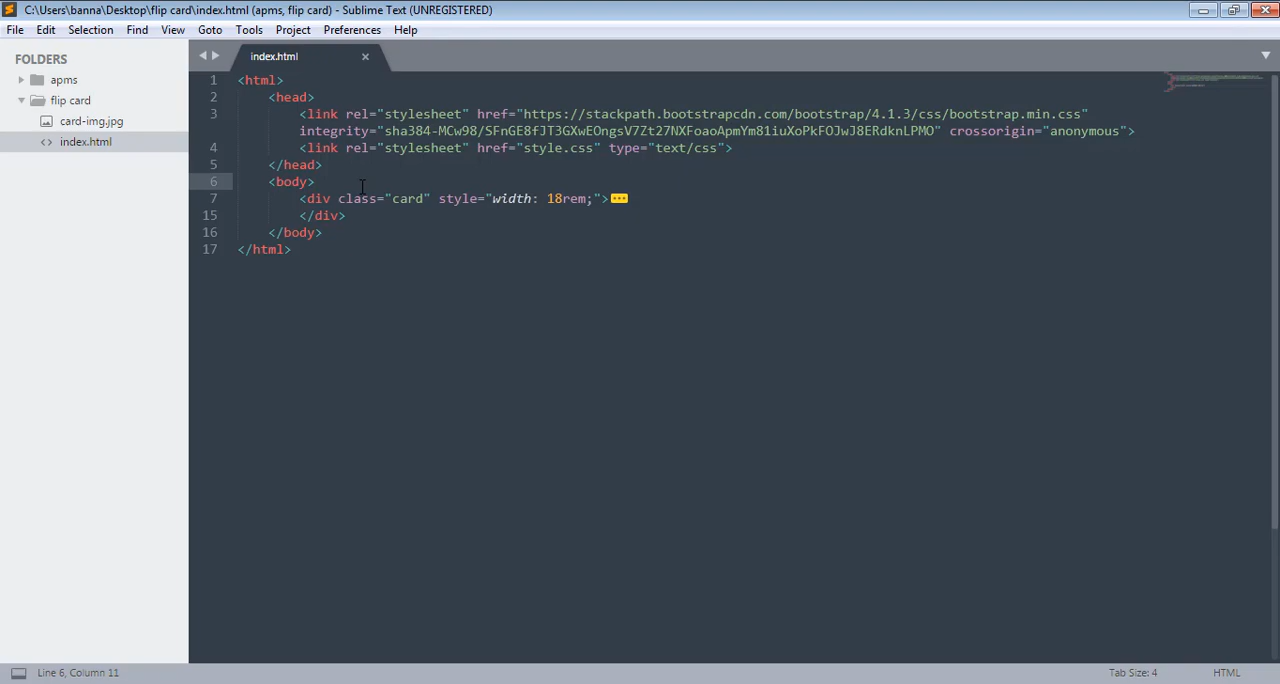 C:\Users\banna\Desktop\flip card\index.html (apms, flip card) - Sublime Text (UNREGISTERED)
File Edit Selection Find View Goto Tools Project Preferences Help
FOLDERS
apms
flip card
card-img.jpg
<> index.html
index.html
1 <html>
2 <head>
3 <link rel="stylesheet" href="https://stackpath.bootstrapcdn.com/bootstrap/4.1.3/css/bootstrap.min.css"
integrity="sha384-MCw98/SFnGE8fJT3GXwEOngsV7Zt27NXFoaoApmYm81iuXoPkFOJwJ8ERdknLPMO" crossorigin="anonymous">
4 <link rel="stylesheet" href="style.css" type="text/css">
5 </head>
6 <body>
7 <div class="card" style="width: 18rem;">
15 </div>
16 </body>
17 </html>
Line 6, Column 11
Tab Size: 4
HTML